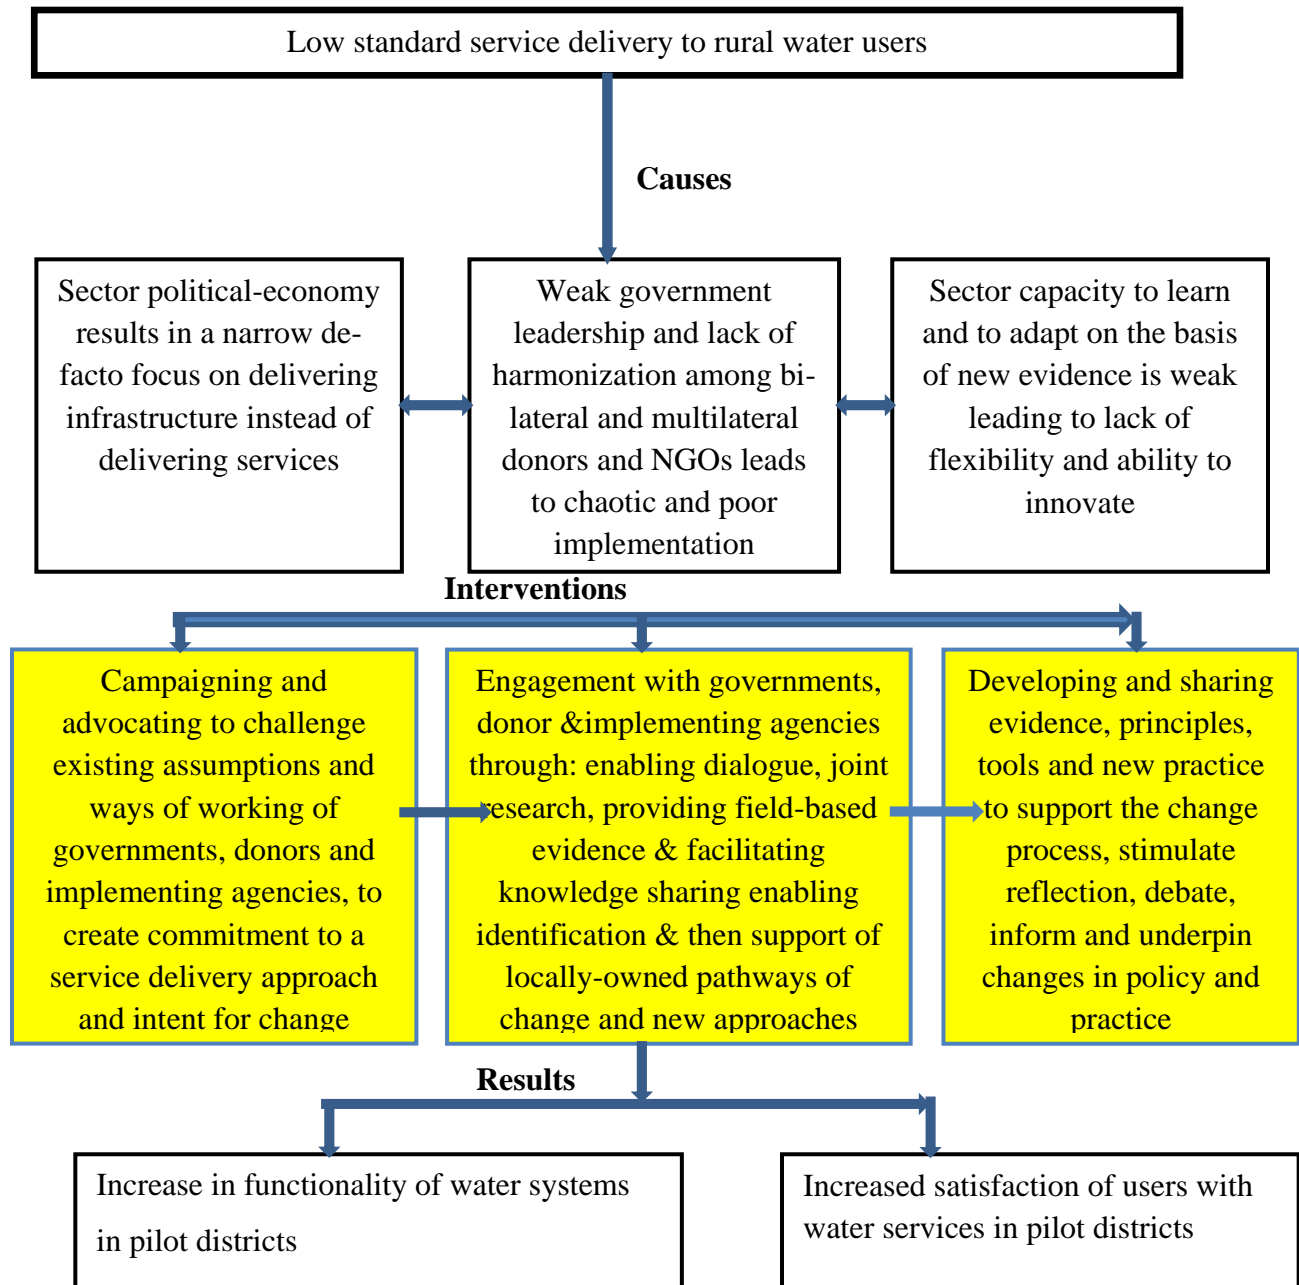 Low standard service delivery to rural water users
Causes
Sector political-economy
results in a narrow de-
facto focus on delivering
infrastructure instead of
delivering services
Weak government
leadership and lack of
harmonization among bi-
lateral and multilateral
donors and NGOs leads
to chaotic and poor
implementation
Sector capacity to learn
and to adapt on the basis
of new evidence is weak
leading to lack of
flexibility and ability to
innovate
Interventions
Campaigning and
advocating to challenge
existing assumptions and
ways of working of
governments, donors and
implementing agencies, to
create commitment to a
service delivery approach
and intent for change
Engagement with governments,
donor &implementing agencies
through: enabling dialogue, joint
research, providing field-based
evidence & facilitating
knowledge sharing enabling
identification & then support of
locally-owned pathways of
change and new approaches
Developing and sharing
evidence, principles,
tools and new practice
to support the change
process, stimulate
reflection, debate,
inform and underpin
changes in policy and
practice
Results
Increase in functionality of water systems
in pilot districts
Increased satisfaction of users with
water services in pilot districts